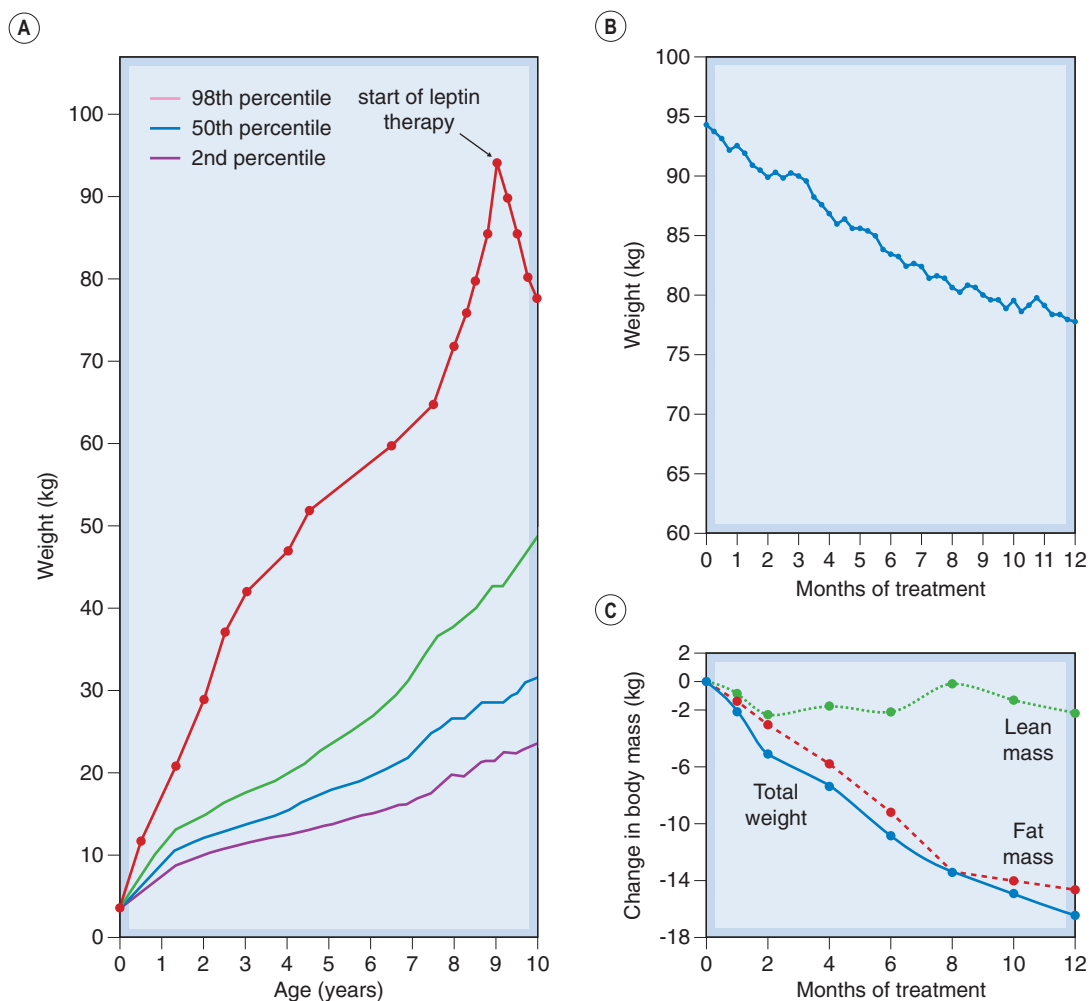 A
100
90
80
70
60
50
40
30
20
10
0
Weight (kg)
98th percentile
50th percentile
2nd percentile
start of leptin
therapy
0 1 2 3 4 5 6 7 8 9 10
Age (years)
B
100
95
90
85
80
75
70
65
60
Weight (kg)
0 1 2 3 4 5 6 7 8 9 10 11 12
Months of treatment
C
2
0
-2
-6
-10
-14
-18
Change in body mass (kg)
Lean
mass
Total
weight
Fat
mass
0 2 4 6 8 10 12
Months of treatment